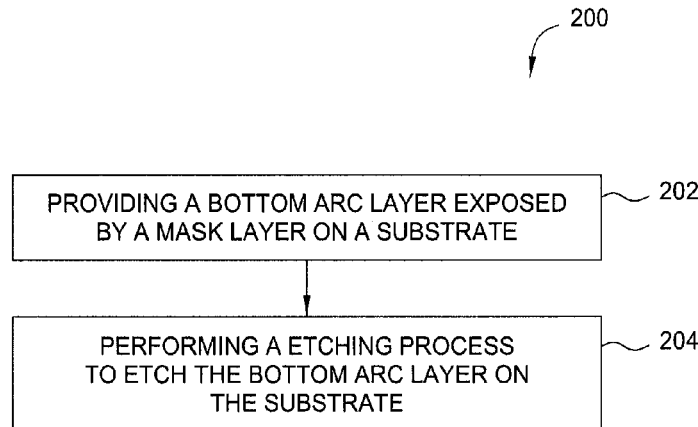 200
PROVIDING A BOTTOM ARC LAYER EXPOSED
BY A MASK LAYER ON A SUBSTRATE
202
PERFORMING A ETCHING PROCESS
TO ETCH THE BOTTOM ARC LAYER ON
THE SUBSTRATE
204